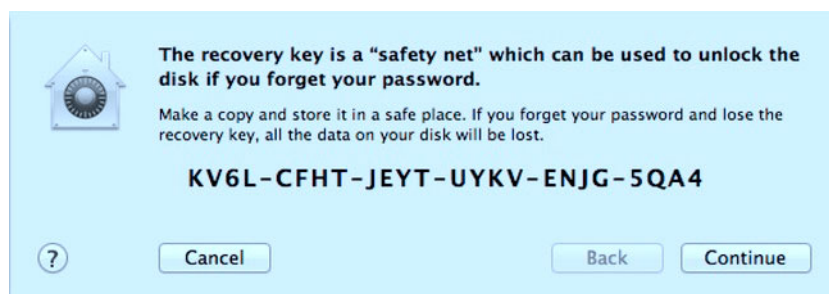 The recovery key is a “safety net” which can be used to unlock the
disk if you forget your password.
Make a copy and store it in a safe place. If you forget your password and lose the
recovery key, all the data on your disk will be lost.
KV6L-CFHT-JEYT-UYKV-ENJG-5QA4
?
Cancel
Back
Continue